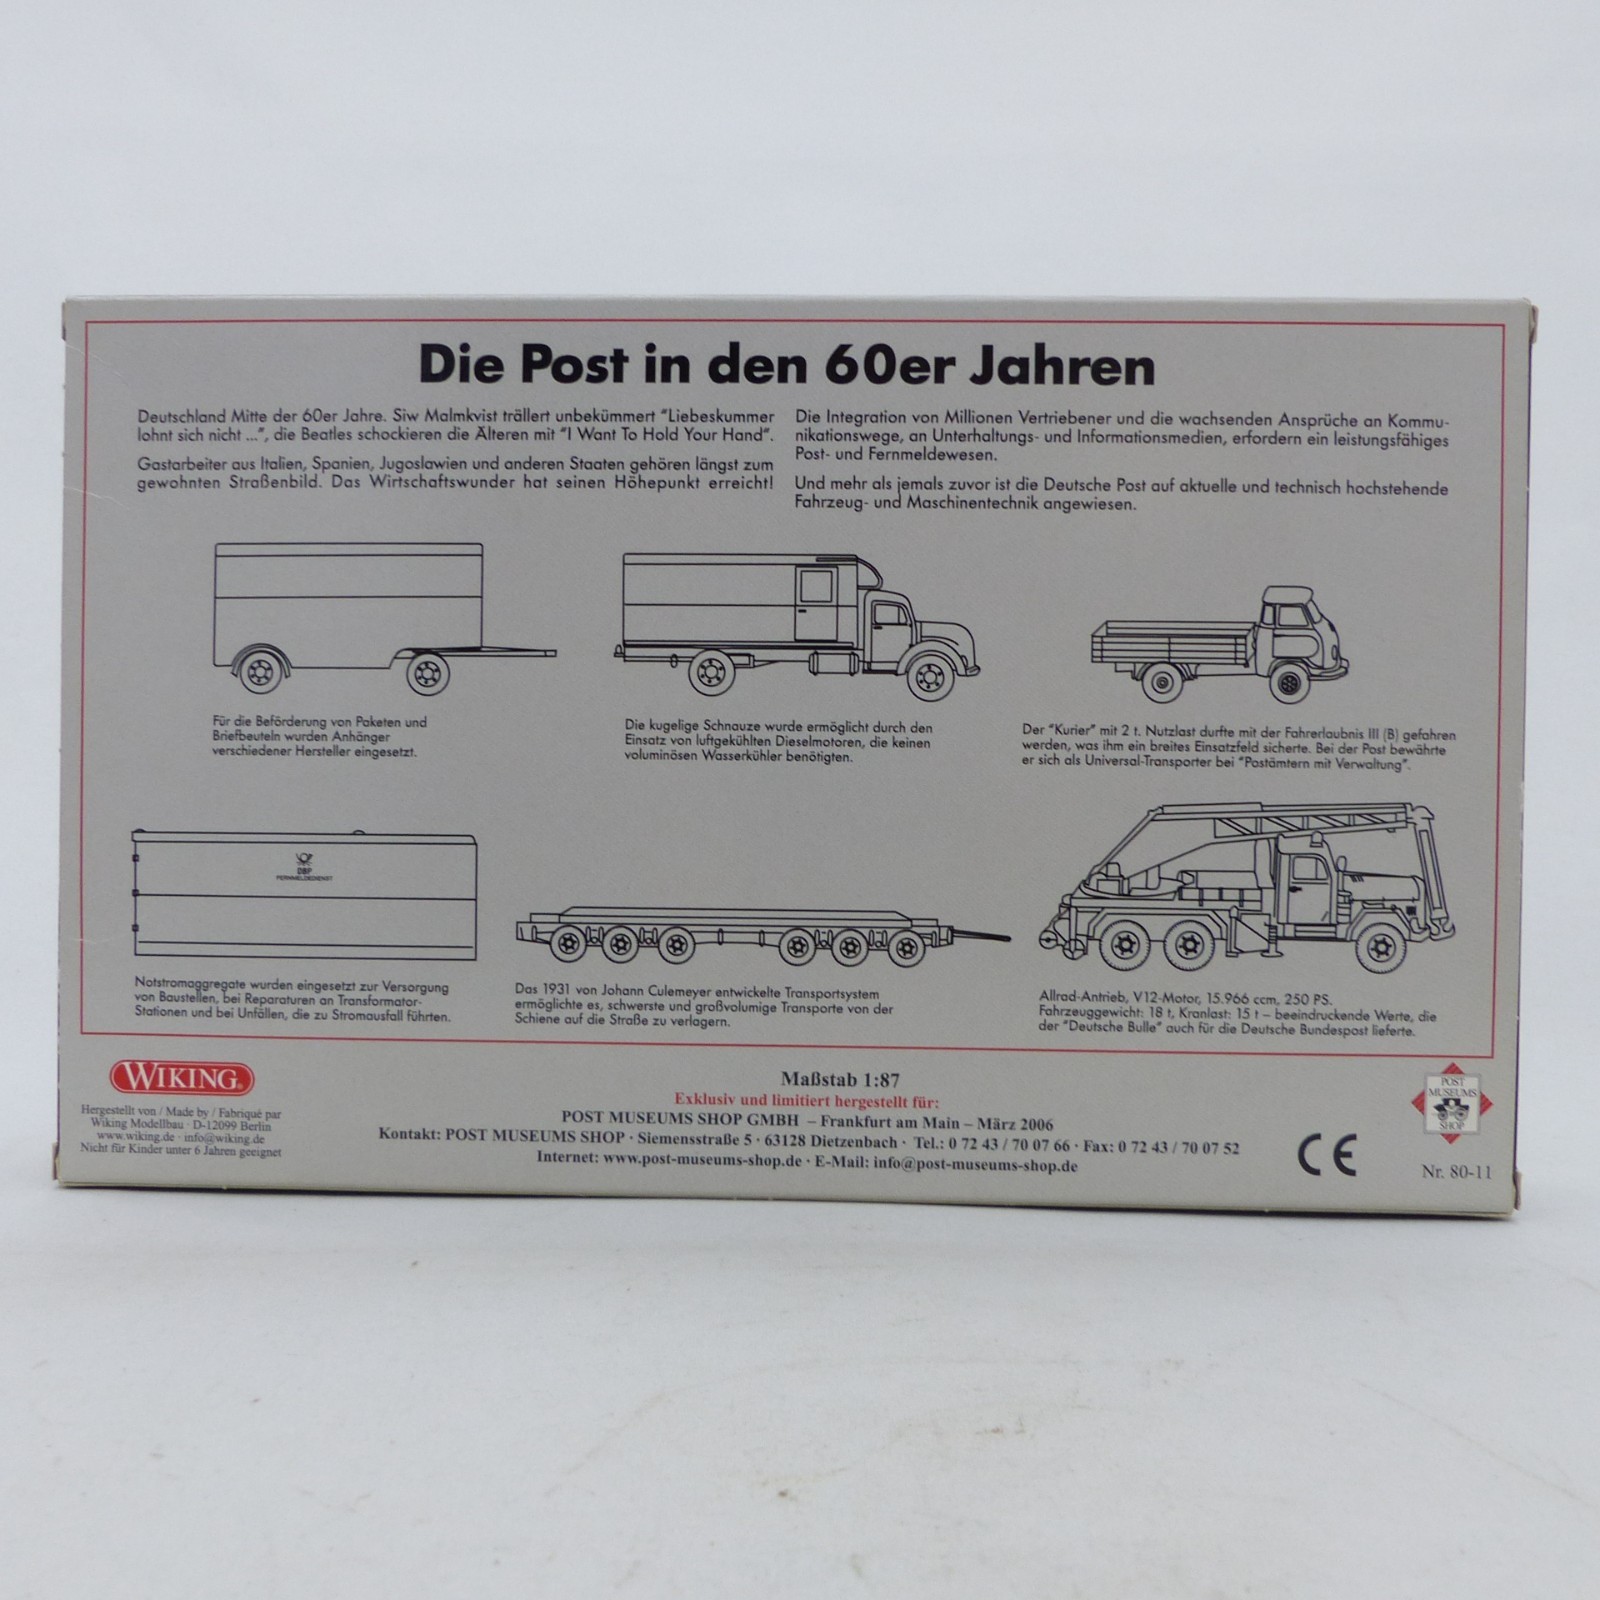 Die Post in den 60er Jahren
Deutschland Mitte der 60er Jahre. Siw Malmkvist trällert unbekümmert "Liebeskummer
lohnt sich nicht ...", die Beatles schockieren die Älteren mit "I Want To Hold Your Hand".
Gastarbeiter aus Italien, Spanien, Jugoslawien und anderen Staaten gehören längst zum
gewohnten Straßenbild. Das Wirtschaftswunder hat seinen Höhepunkt erreicht!
Die Integration von Millionen Vertriebener und die wachsenden Ansprüche an Kommu-
nikationswege, an Unterhaltungs- und Informationsmedien, erfordern ein leistungsfähiges
Post- und Fernmeldewesen.
Und mehr als jemals zuvor ist die Deutsche Post auf aktuelle und technisch hochstehende
Fahrzeug- und Maschinentechnik angewiesen.
Für die Beförderung von Paketen und
Briefbeuteln wurden Anhänger
verschiedener Hersteller eingesetzt.
Die kugelige Schnauze wurde ermöglicht durch den
Einsatz von luftgekühlten Dieselmotoren, die keinen
voluminösen Wasserkühler benötigten.
Der "Kurier" mit 2 t. Nutzlast durfte mit der Fahrerlaubnis III (B) gefahren
werden, was ihm ein breites Einsatzfeld sicherte. Bei der Post bewährte
er sich als Universal-Transporter bei "Postämtern mit Verwaltung".
DBP
FERNMELDEDIENST
Notstromaggregate wurden eingesetzt zur Versorgung
von Baustellen, bei Reparaturen an Transformator-
Stationen und bei Unfällen, die zu Stromausfall führten.
Das 1931 von Johann Culemeyer entwickelte Transportsystem
ermöglichte es, schwerste und großvolumige Transporte von der
Schiene auf die Straße zu verlagern.
Allrad-Antrieb, V12-Motor, 15.966 ccm, 250 PS.
Fahrzeuggewicht: 18 t, Kranlast: 15 t – beeindruckende Werte, die
der "Deutsche Bulle" auch für die Deutsche Bundespost lieferte.
WIKING®
Hergestellt von / Made by / Fabriqué par
Wiking Modellbau · D-12099 Berlin
www.wiking.de · info@wiking.de
Nicht für Kinder unter 6 Jahren geeignet
Maßstab 1:87
Exklusiv und limitiert hergestellt für:
POST MUSEUMS SHOP GMBH – Frankfurt am Main – März 2006
Kontakt: POST MUSEUMS SHOP · Siemensstraße 5 · 63128 Dietzenbach · Tel.: 0 72 43 / 70 07 66 · Fax: 0 72 43 / 70 07 52
Internet: www.post-museums-shop.de · E-Mail: info@post-museums-shop.de
CE
POST
MUSEUMS
SHOP
Nr. 80-11